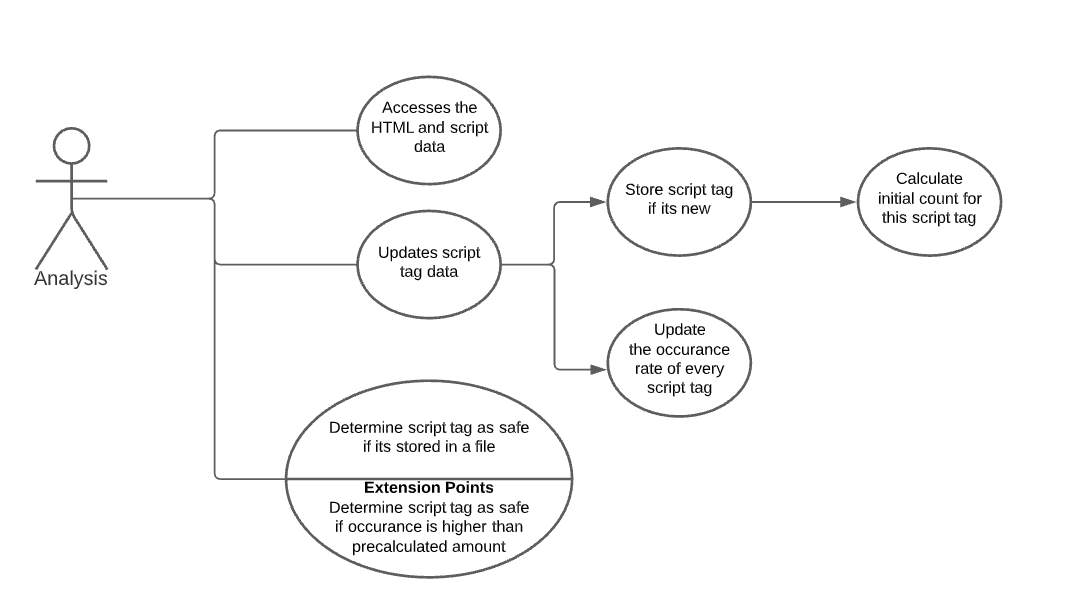 Accesses the
HTML and script
data
Analysis
Updates script
tag data
Store script tag
if its new
Calculate
initial count for
this script tag
Update
the occurance
rate of every
script tag
Determine script tag as safe
if its stored in a file
Extension Points
Determine script tag as safe
if occurance is higher than
precalculated amount